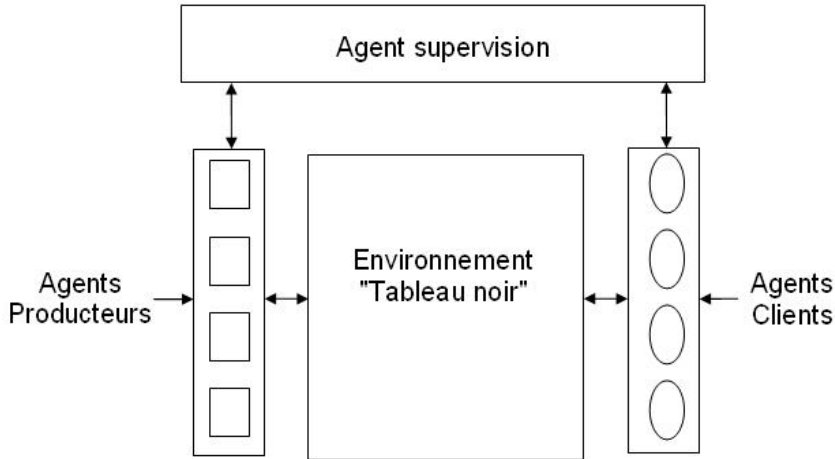 Agent supervision
Environnement
"Tableau noir"
Agents
Producteurs
Agents
Clients